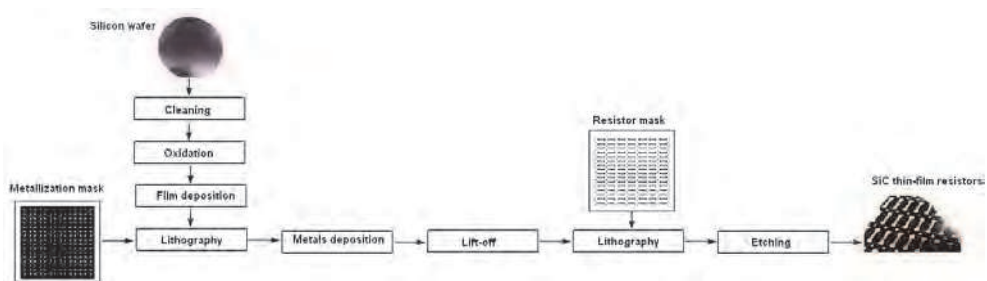 Silicon wafer
Cleaning
Oxidation
Film deposition
Metallization mask
Lithography
Metals deposition
Lift-off
Resistor mask
Lithography
Etching
SiC thin-film resistors